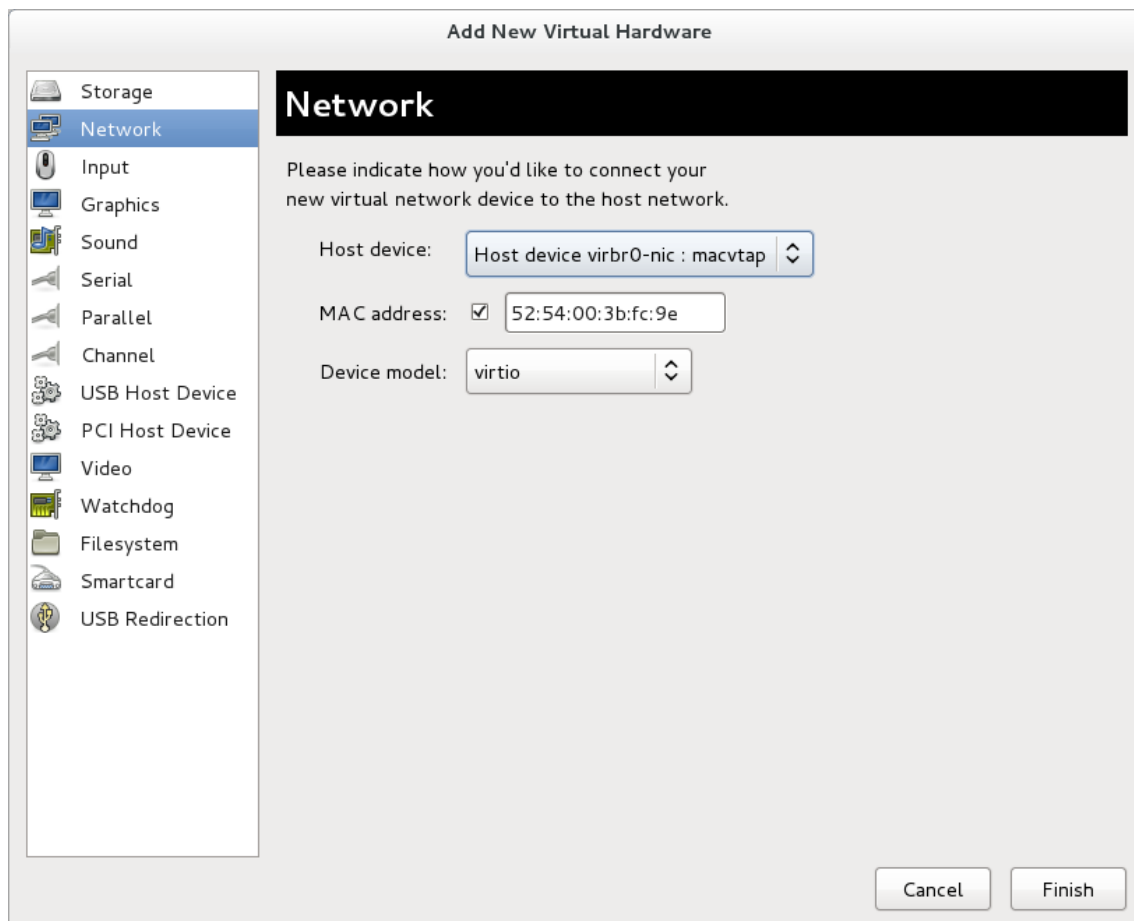 Add New Virtual Hardware
Storage
Network
Input
Graphics
Sound
Serial
Parallel
Channel
USB Host Device
PCI Host Device
Video
Watchdog
Filesystem
Smartcard
USB Redirection
Network
Please indicate how you'd like to connect your
new virtual network device to the host network.
Host device: Host device virbr0-nic : macvtap
MAC address: 52:54:00:3b:fc:9e
Device model: virtio
Cancel Finish